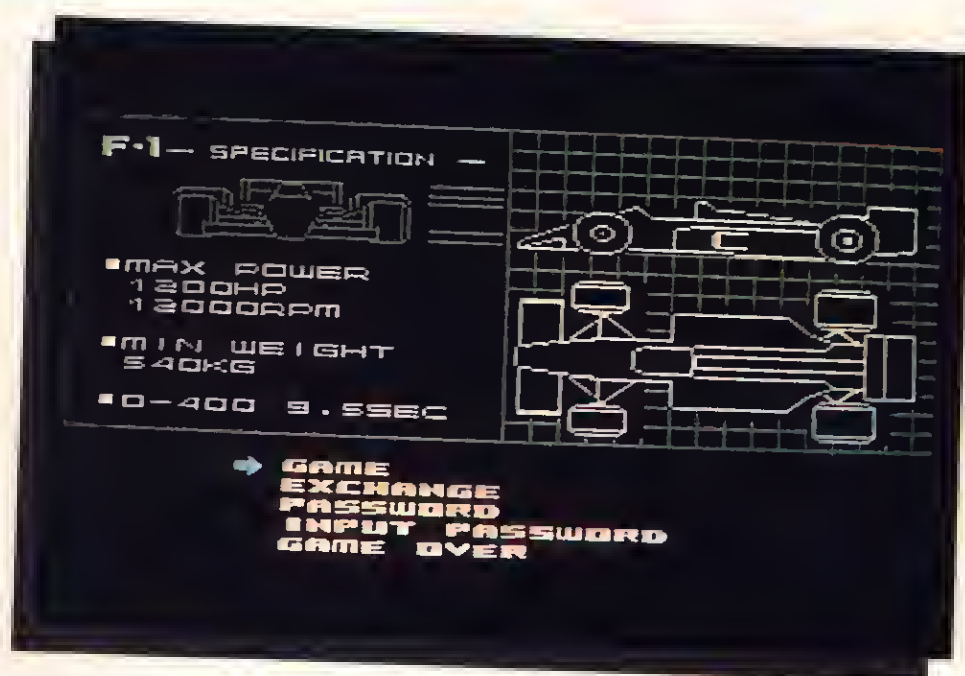 F·1— SPECIFICATION —
MAX POWER
1200HP
12000RPM
MIN WEIGHT
540KG
0-400 9.5SEC
GAME
EXCHANGE
PASSWORD
INPUT PASSWORD
GAME OVER